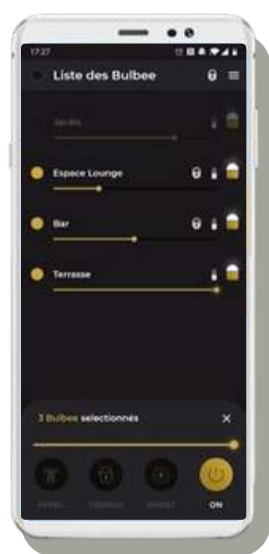 17:27
Liste des Bulbee
Jardin
Espace Lounge
Bar
Terrasse
3 Bulbee selectionnés
ON